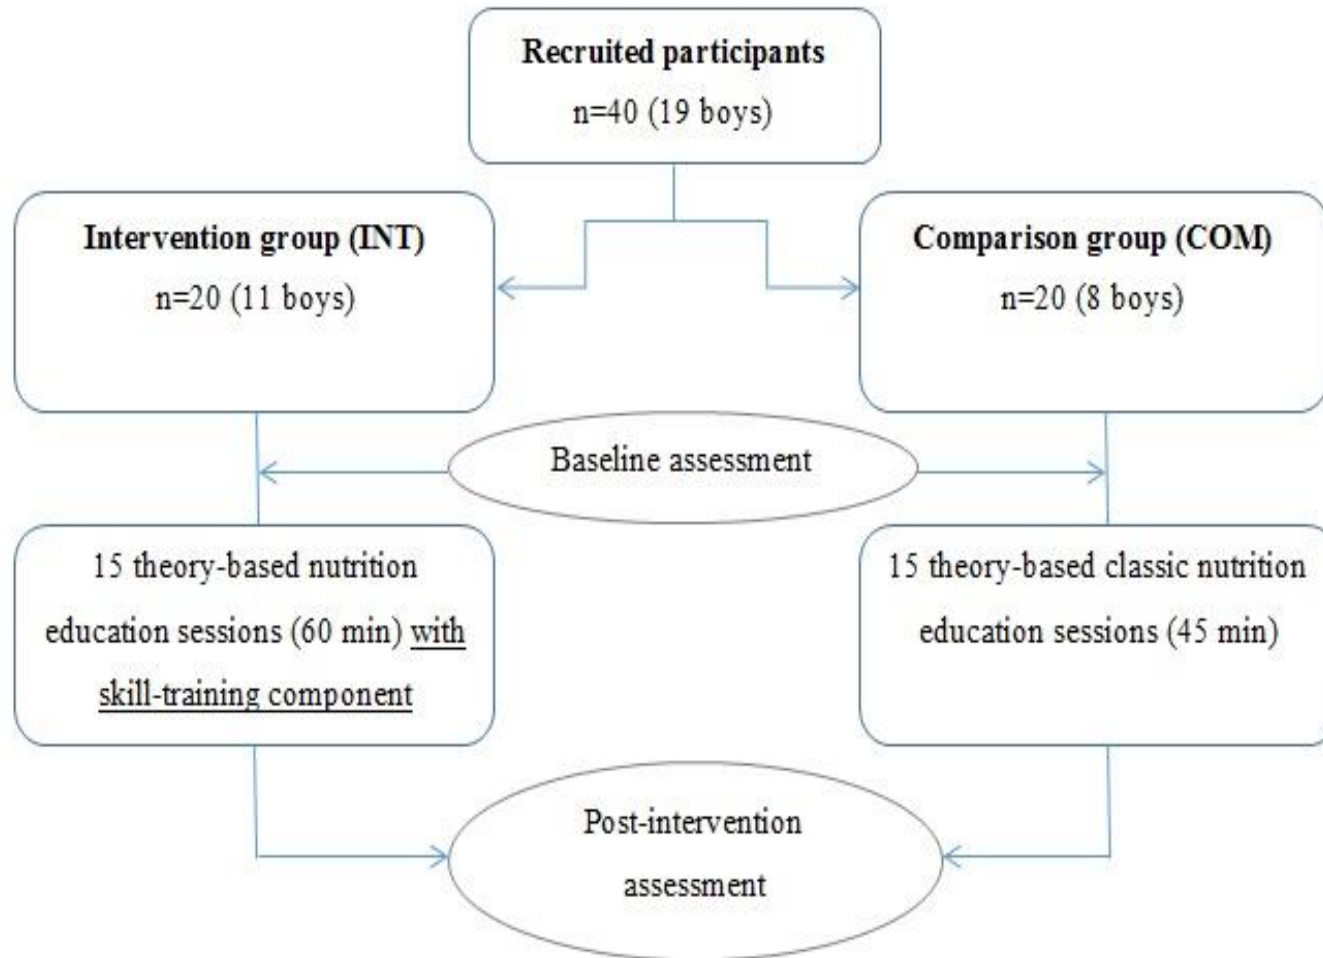 Recruited participants
n=40 (19 boys)
Intervention group (INT)
n=20 (11 boys)
Comparison group (COM)
n=20 (8 boys)
Baseline assessment
15 theory-based nutrition
education sessions (60 min) with
skill-training component
15 theory-based classic nutrition
education sessions (45 min)
Post-intervention
assessment